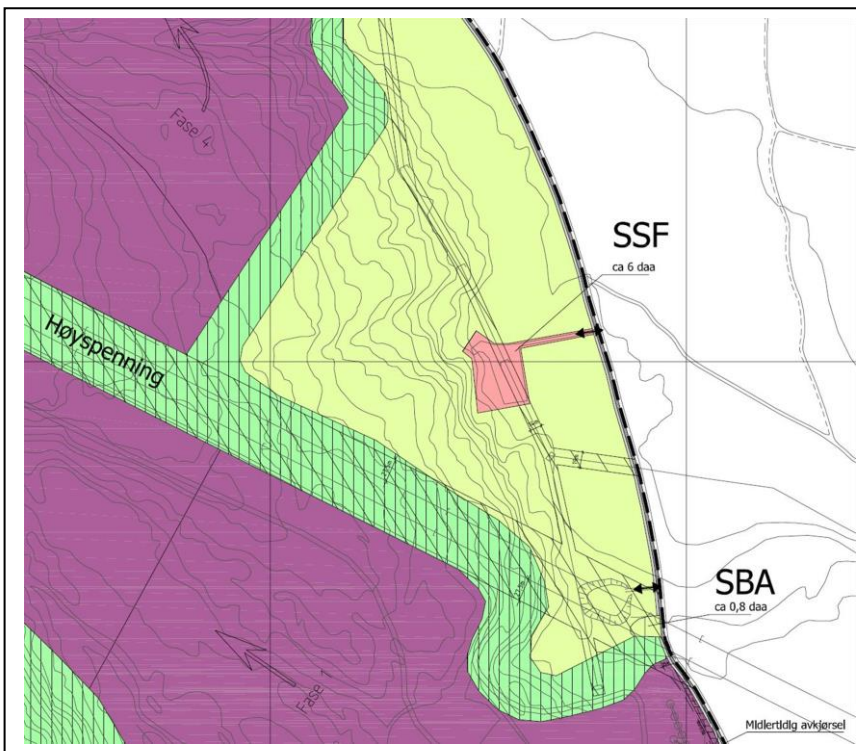 Fase 4
SSF
ca 6 daa
Høyspenning
SBA
ca 0,8 daa
Fase 1
Midlertidig avkjørsel